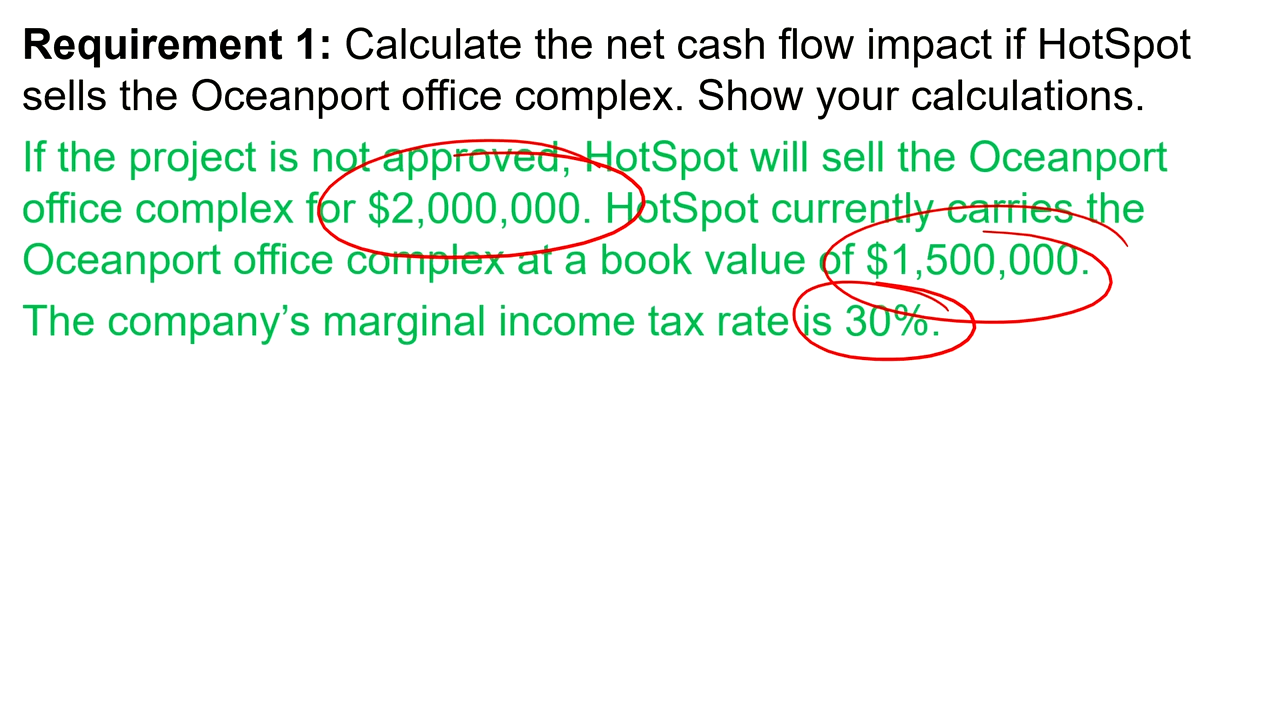 Requirement 1: Calculate the net cash flow impact if HotSpot
sells the Oceanport office complex. Show your calculations.
If the project is not approved, HotSpot will sell the Oceanport
office complex for $2,000,000. HotSpot currently carries the
Oceanport office complex at a book value of $1,500,000.
The company’s marginal income tax rate is 30%.